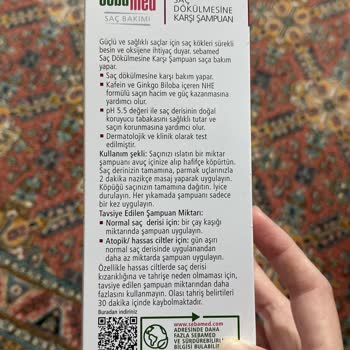 sebamed
SAÇ BAKIMI
SAÇ
DÖKÜLMESİNE
KARŞI ŞAMPUAN
Güçlü ve sağlıklı saçlar için saç kökleri sürekli
besin ve oksijene ihtiyaç duyar. sebamed
Saç Dökülmesine Karşı Şampuan saça bakım
yapar.
• Saç dökülmesine karşı bakım yapar.
• Kafein ve Ginkgo Biloba içeren NHE
formülü saçın hacim ve güç kazanmasına
yardımcı olur.
• pH 5.5 değeri ile saç derisinin doğal
koruyucu tabakasını sağlıklı tutar ve
saçın korunmasına yardımcı olur.
• Dermatolojik ve klinik olarak test
edilmiştir.
Kullanım şekli: Saçınızı ıslatın bir miktar
şampuanı avuç içinize alıp hafifçe köpürtün.
Saç derinizin tamamına, parmak uçlarınızla
2 dakika nazikçe masaj yaparak uygulayın.
Köpüğü saçınızın tamamına dağıtın. İyice
durulayın. Her yıkamada şampuanı sadece
bir kez uygulayın.
Tavsiye Edilen Şampuan Miktarı:
• Normal saç derisi için: bir çay kaşığı
miktarında şampuan uygulayın.
• Atopik/ hassas ciltler için: gün aşırı
normal saç derisinde uygulanandan
daha az miktarda şampuan uygulayın.
Özellikle hassas ciltlerde saç derisi
kızarıklığına ve tahrişe neden olmaması için,
tavsiye edilen şampuan miktarından daha
fazlasını kullanmayın. Olası tahriş belirtileri
30 dakika içinde kaybolmaktadır.
Buradan indiriniz
www.sebamed.com
ADRESİNDE DAHA
FAZLA SEBAMED
VE SÜRDÜRÜLEBİLİRLİK
BİLGİSİ BULABİLİRSİNİZ